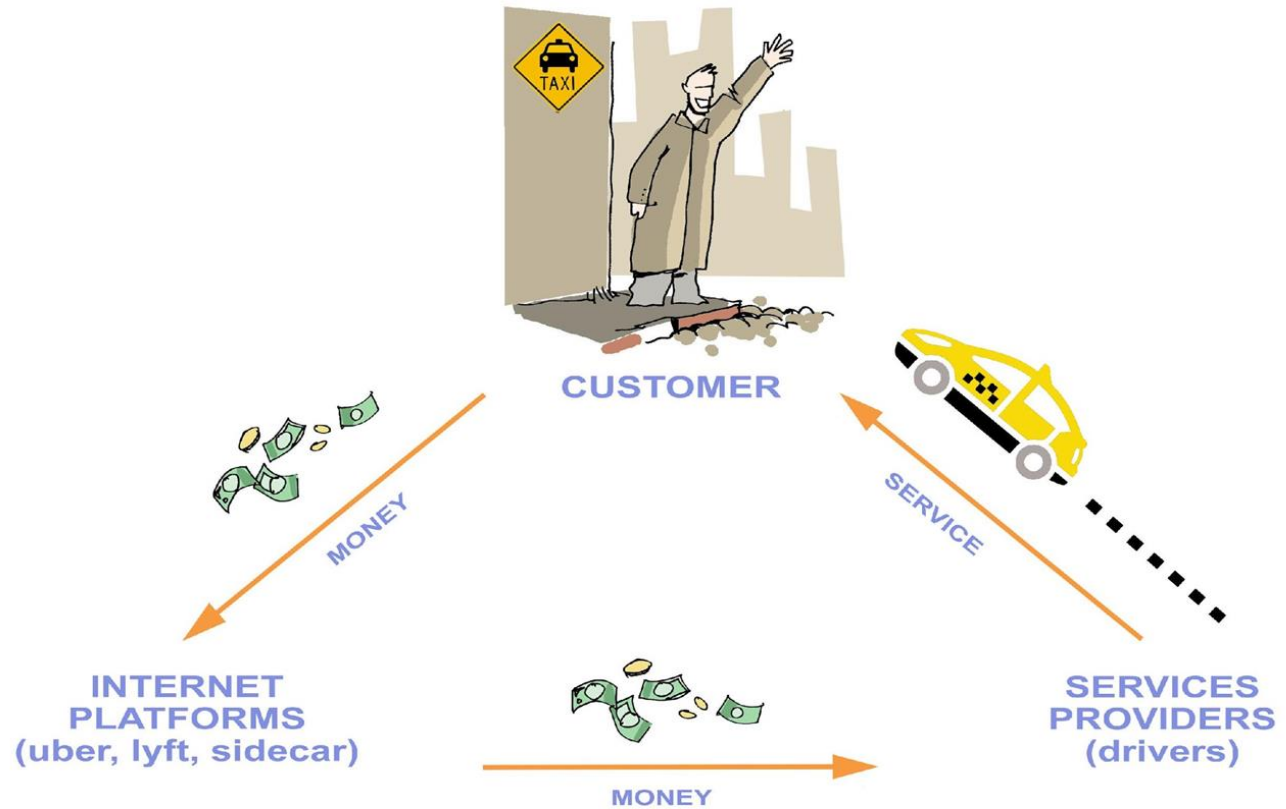 TAXI
CUSTOMER
MONEY
SERVICE
INTERNET
PLATFORMS
(uber, lyft, sidecar)
SERVICES
PROVIDERS
(drivers)
MONEY